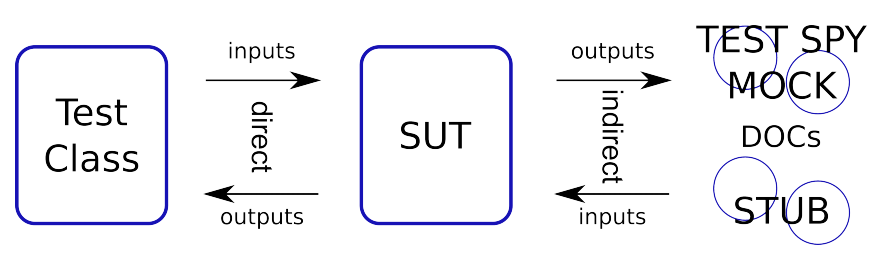 Test
Class
inputs
direct
outputs
SUT
outputs
indirect
inputs
TEST SPY
MOCK
DOCs
STUB